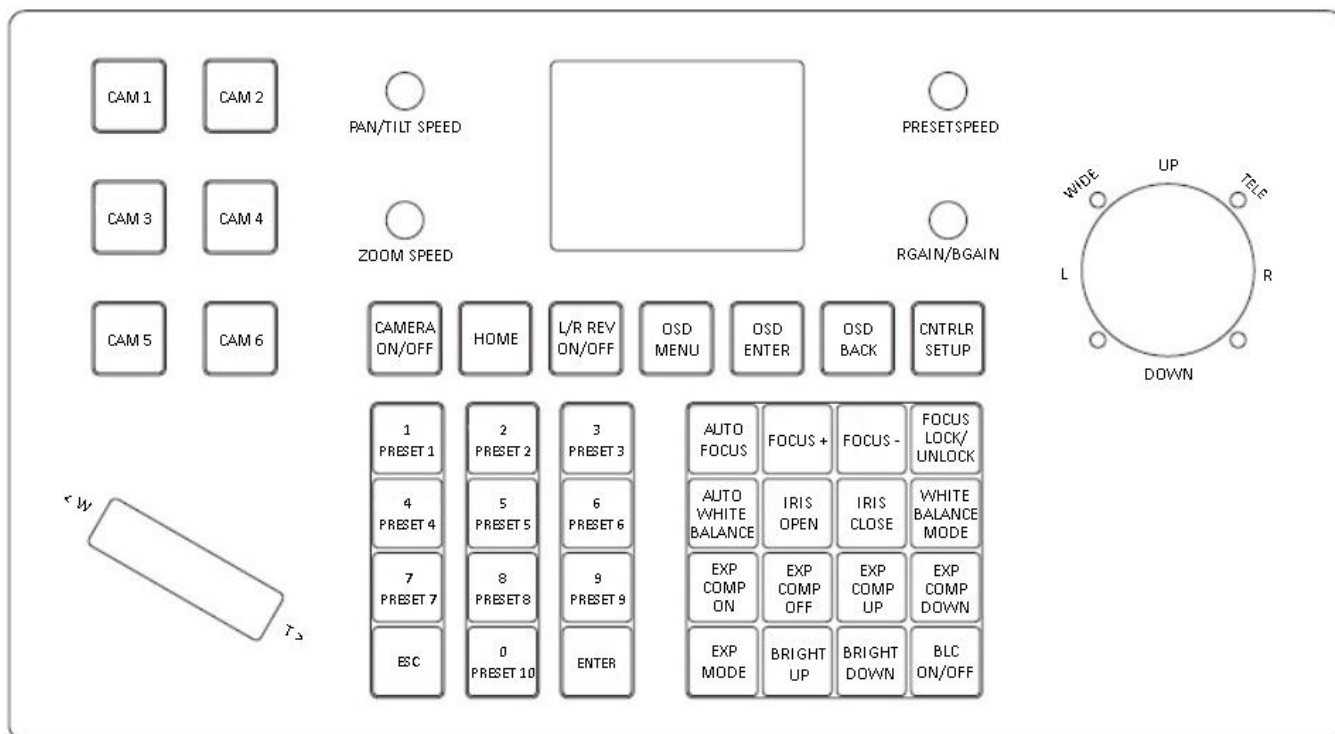 CAM 1
CAM 2
CAM 3
CAM 4
CAM 5
CAM 6
PAN/TILT SPEED
ZOOM SPEED
PRESETSPEED
RGAIN/BGAIN
WIDE
UP
TELE
L
R
DOWN
CAMERA
ON/OFF
HOME
L/R REV
ON/OFF
OSD
MENU
OSD
ENTER
OSD
BACK
CNTRLR
SETUP
1
PRESET 1
2
PRESET 2
3
PRESET 3
4
PRESET 4
5
PRESET 5
6
PRESET 6
7
PRESET 7
8
PRESET 8
9
PRESET 9
ESC
0
PRESET 10
ENTER
AUTO
FOCUS
FOCUS +
FOCUS -
FOCUS
LOCK/
UNLOCK
AUTO
WHITE
BALANCE
IRIS
OPEN
IRIS
CLOSE
WHITE
BALANCE
MODE
EXP
COMP
ON
EXP
COMP
OFF
EXP
COMP
UP
EXP
COMP
DOWN
EXP
MODE
BRIGHT
UP
BRIGHT
DOWN
BLC
ON/OFF
< W
T >